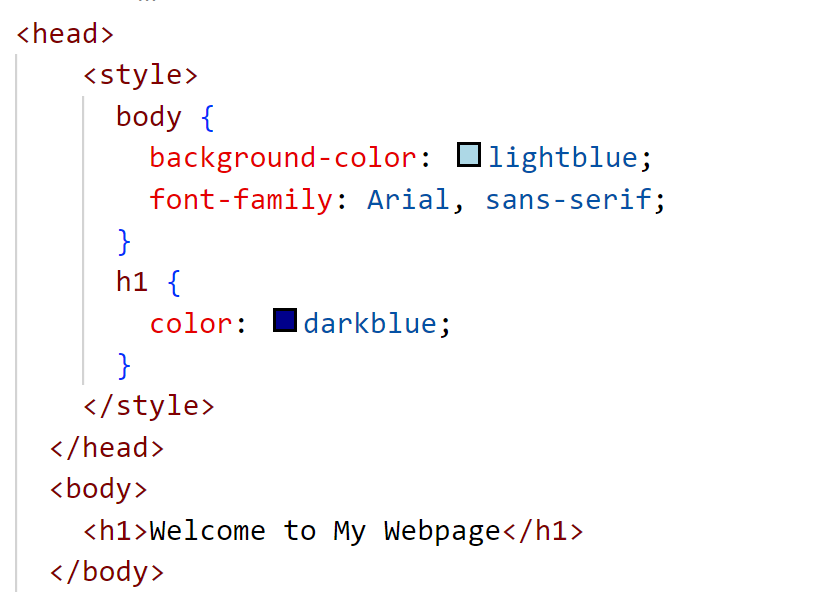 <head>
    <style>
      body {
        background-color: lightblue;
        font-family: Arial, sans-serif;
      }
      h1 {
        color: darkblue;
      }
    </style>
  </head>
  <body>
    <h1>Welcome to My Webpage</h1>
  </body>